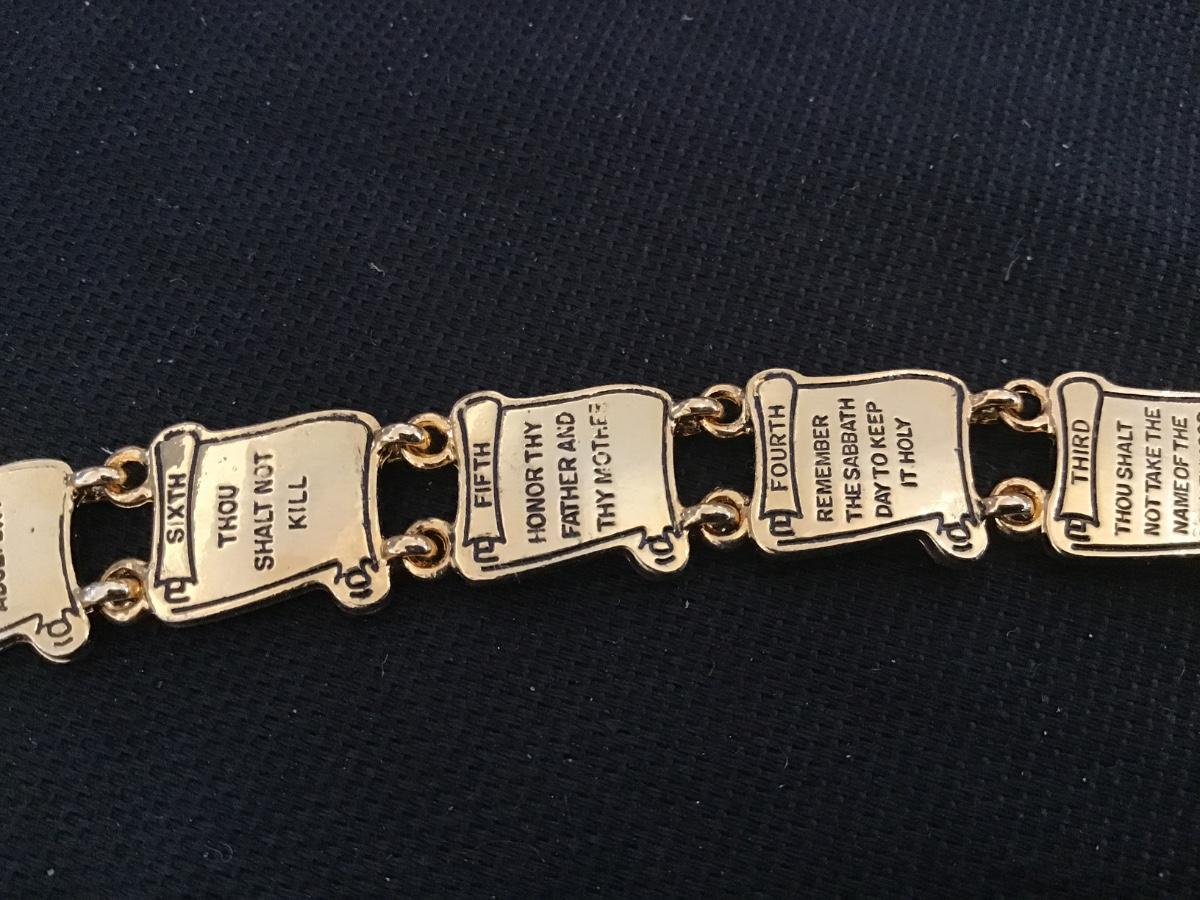 SIXTH
THOU
SHALT NOT
KILL
FIFTH
HONOR THY
FATHER AND
THY MOTHER
FOURTH
REMEMBER
THE SABBATH
DAY TO KEEP
IT HOLY
THIRD
THOU SHALT
NOT TAKE THE
NAME OF THE